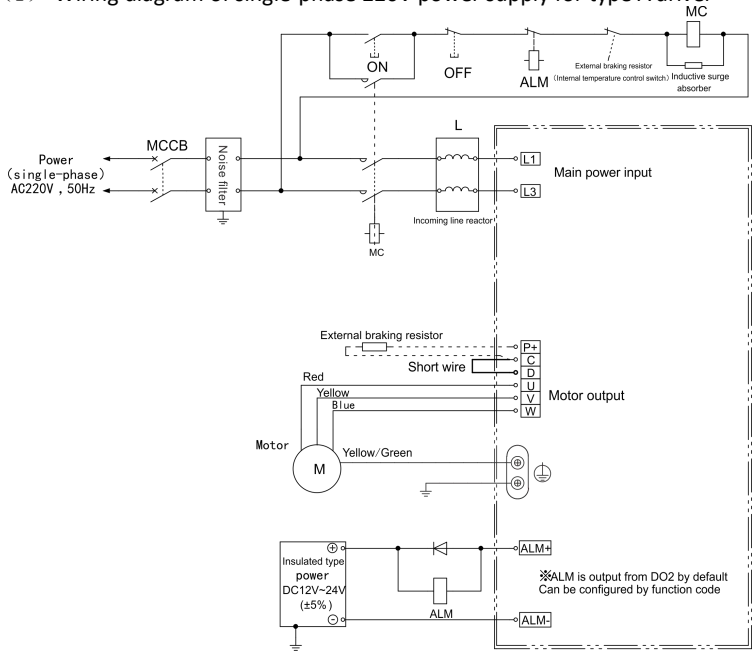 Wiring diagram of single-phase 220V power supply for type A driver
MC
ON
OFF
ALM
External braking resistor
(Internal temperature control switch)
Inductive surge
absorber
MCCB
Noise filter
L
Power
(single-phase)
AC220V , 50Hz
L1
L3
Main power input
Incoming line reactor
MC
External braking resistor
Short wire
P+
C
D
U
V
W
Motor output
Red
Yellow
Blue
Motor
M
Yellow/Green
Insulated type
power
DC12V~24V
(±5%)
ALM
ALM+
ALM-
※ALM is output from DO2 by default
Can be configured by function code